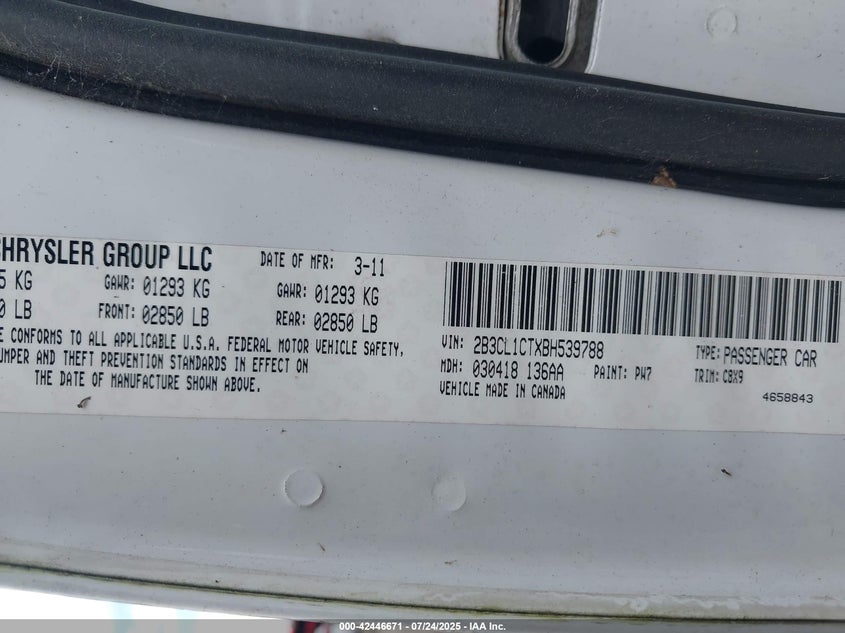 CHRYSLER GROUP LLC DATE OF MFR: 3-11
5 KG GAWR: 01293 KG GAWR: 01293 KG
0 LB FRONT: 02850 LB REAR: 02850 LB
E CONFORMS TO ALL APPLICABLE U.S.A. FEDERAL MOTOR VEHICLE SAFETY,
UMPER AND THEFT PREVENTION STANDARDS IN EFFECT ON
THE DATE OF MANUFACTURE SHOWN ABOVE.
VIN: 2B3CL1CTXBH539788 TYPE: PASSENGER CAR
MDH: 030418 136AA PAINT: PW7 TRIM: CBX9
VEHICLE MADE IN CANADA 4658843
000-42446671 - 07/24/2025 - IAA Inc.